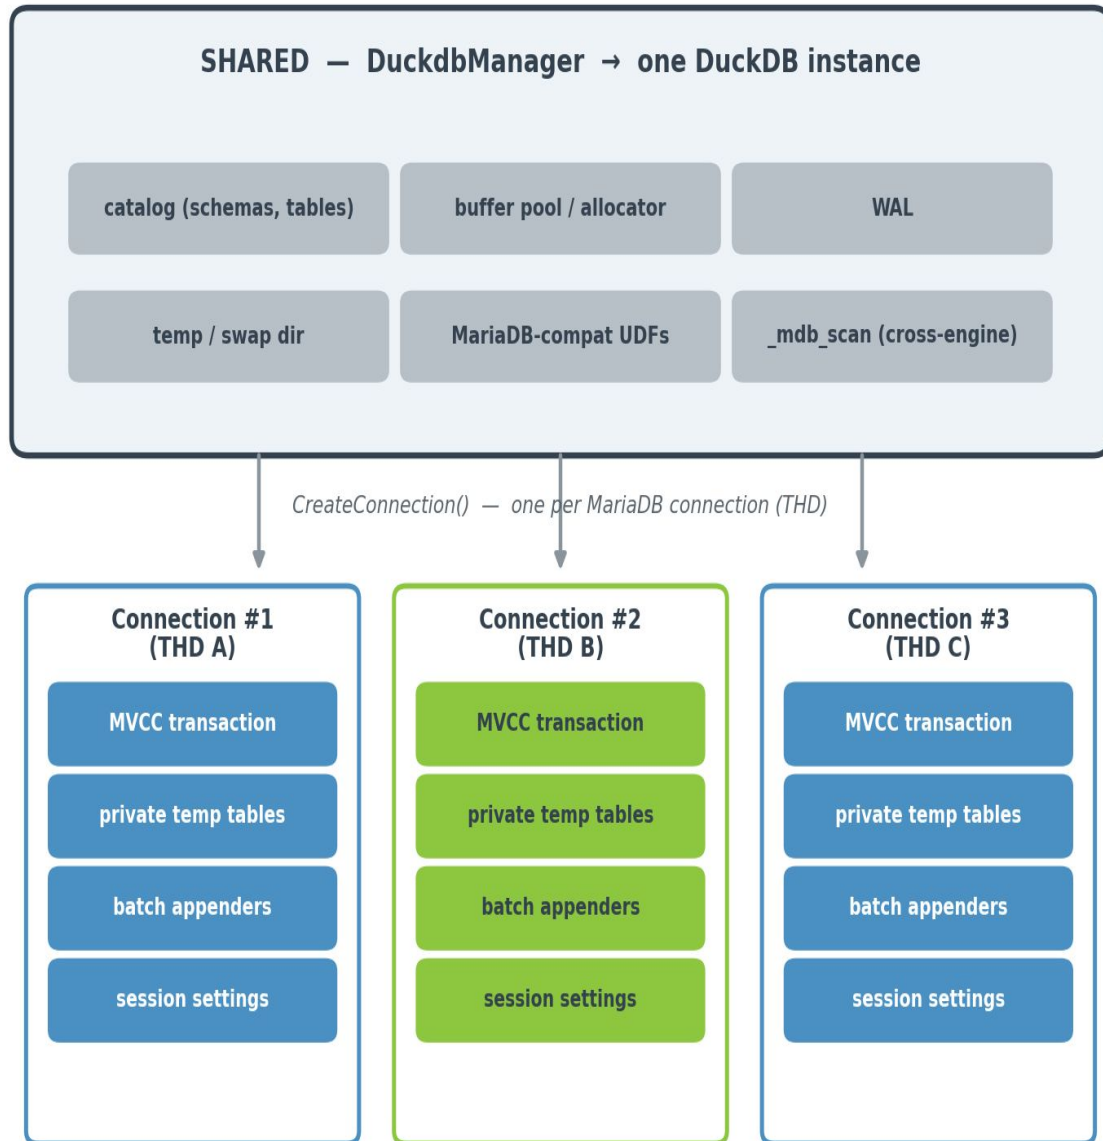 SHARED — DuckdbManager → one DuckDB instance
catalog (schemas, tables)
buffer pool / allocator
WAL
temp / swap dir
MariaDB-compat UDFs
_mdb_scan (cross-engine)
CreateConnection() — one per MariaDB connection (THD)
Connection #1
(THD A)
MVCC transaction
private temp tables
batch appenders
session settings
Connection #2
(THD B)
MVCC transaction
private temp tables
batch appenders
session settings
Connection #3
(THD C)
MVCC transaction
private temp tables
batch appenders
session settings